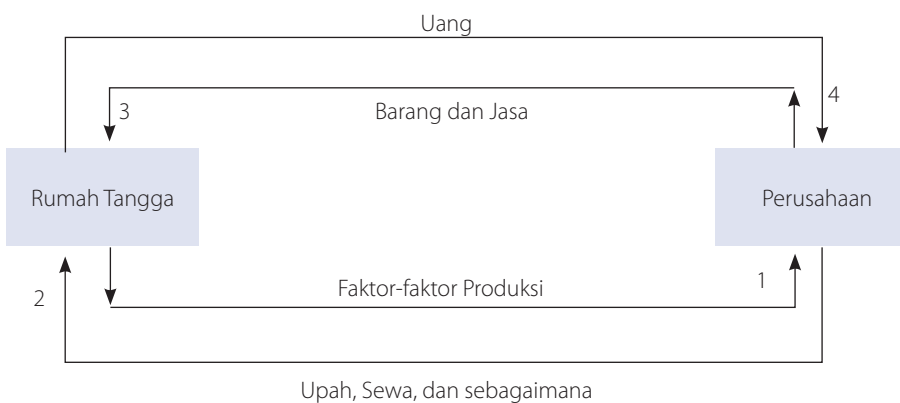 Uang
3
Barang dan Jasa
4
Rumah Tangga
Perusahaan
2
Faktor-faktor Produksi
1
Upah, Sewa, dan sebagaimana